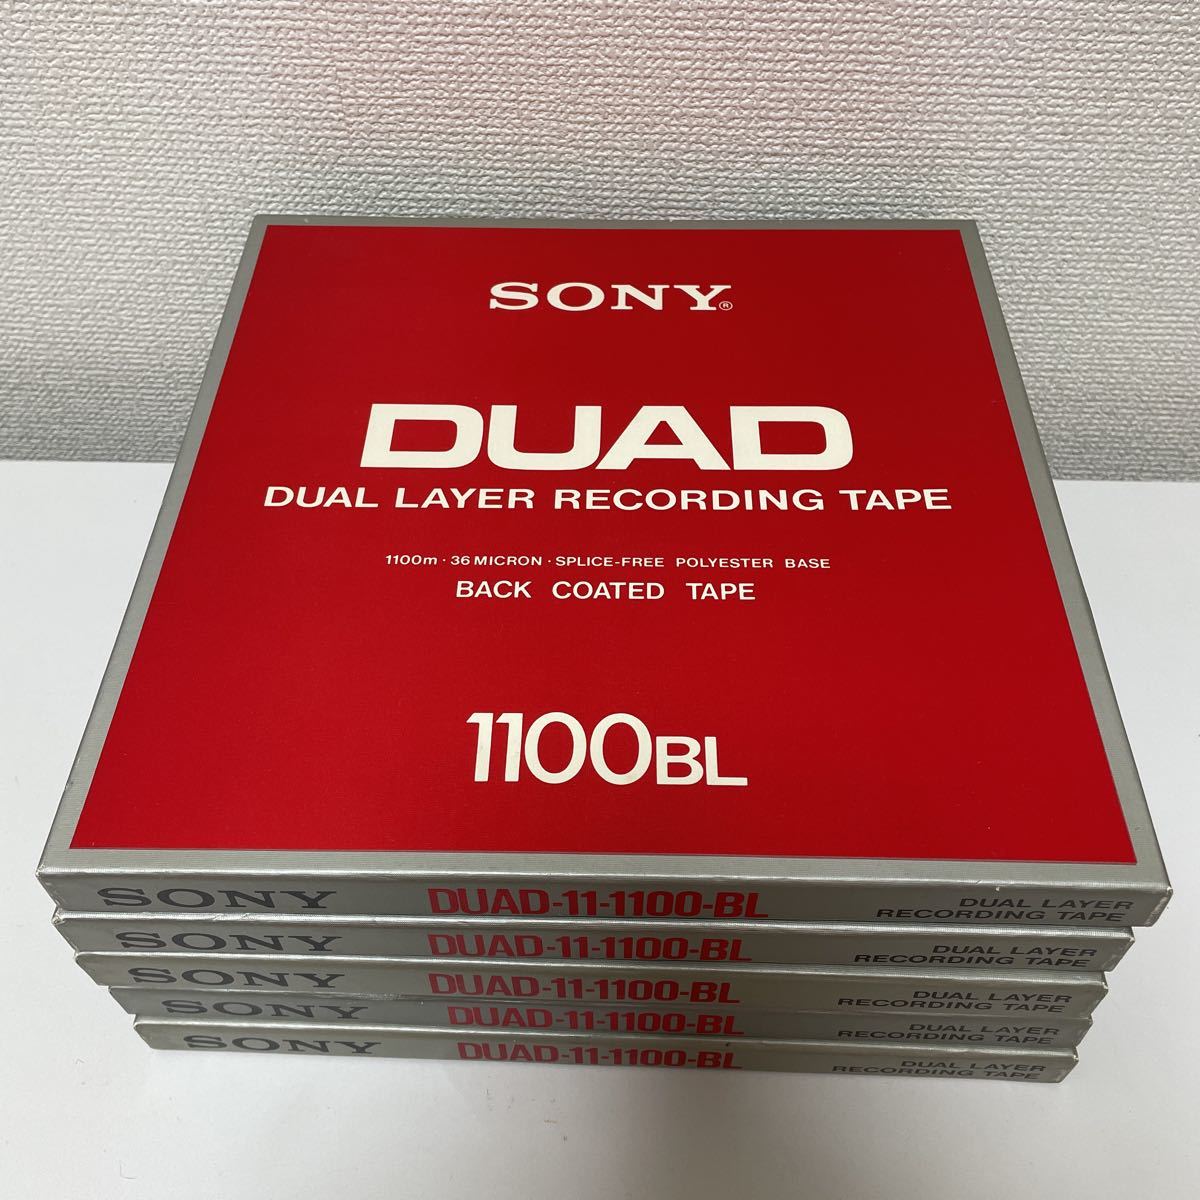 SONY®
DUAD
DUAL LAYER RECORDING TAPE
1100m · 36 MICRON · SPLICE-FREE POLYESTER BASE
BACK COATED TAPE
1100BL
SONY DUAD-11-1100-BL DUAL LAYER
RECORDING TAPE
SONY DUAD-11-1100-BL DUAL LAYER
RECORDING TAPE
SONY DUAD-11-1100-BL DUAL LAYER
RECORDING TAPE
SONY DUAD-11-1100-BL DUAL LAYER
RECORDING TAPE
SONY DUAD-11-1100-BL DUAL LAYER
RECORDING TAPE